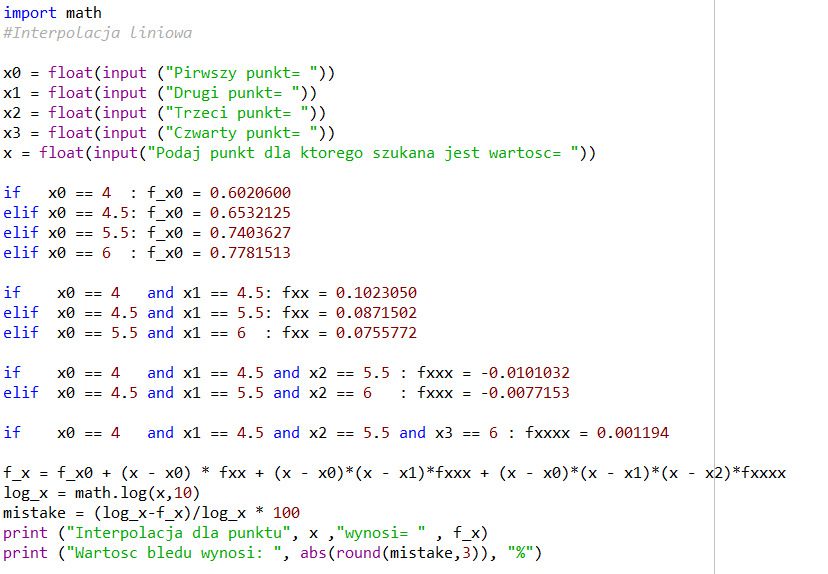 import math
#Interpolacja liniowa
x0 = float(input ("Pirwszy punkt= "))
x1 = float(input ("Drugi punkt= "))
x2 = float(input ("Trzeci punkt= "))
x3 = float(input ("Czwarty punkt= "))
x = float(input("Podaj punkt dla ktorego szukana jest wartosc= "))
if   x0 == 4  : f_x0 = 0.6020600
elif x0 == 4.5: f_x0 = 0.6532125
elif x0 == 5.5: f_x0 = 0.7403627
elif x0 == 6  : f_x0 = 0.7781513
if    x0 == 4   and x1 == 4.5: fxx = 0.1023050
elif  x0 == 4.5 and x1 == 5.5: fxx = 0.0871502
elif  x0 == 5.5 and x1 == 6  : fxx = 0.0755772
if    x0 == 4   and x1 == 4.5 and x2 == 5.5 : fxxx = -0.0101032
elif  x0 == 4.5 and x1 == 5.5 and x2 == 6   : fxxx = -0.0077153
if    x0 == 4   and x1 == 4.5 and x2 == 5.5 and x3 == 6 : fxxxx = 0.001194
f_x = f_x0 + (x - x0) * fxx + (x - x0)*(x - x1)*fxxx + (x - x0)*(x - x1)*(x - x2)*fxxxx
log_x = math.log(x,10)
mistake = (log_x-f_x)/log_x * 100
print ("Interpolacja dla punktu", x ,"wynosi= " , f_x)
print ("Wartosc bledu wynosi: ", abs(round(mistake,3)), "%")